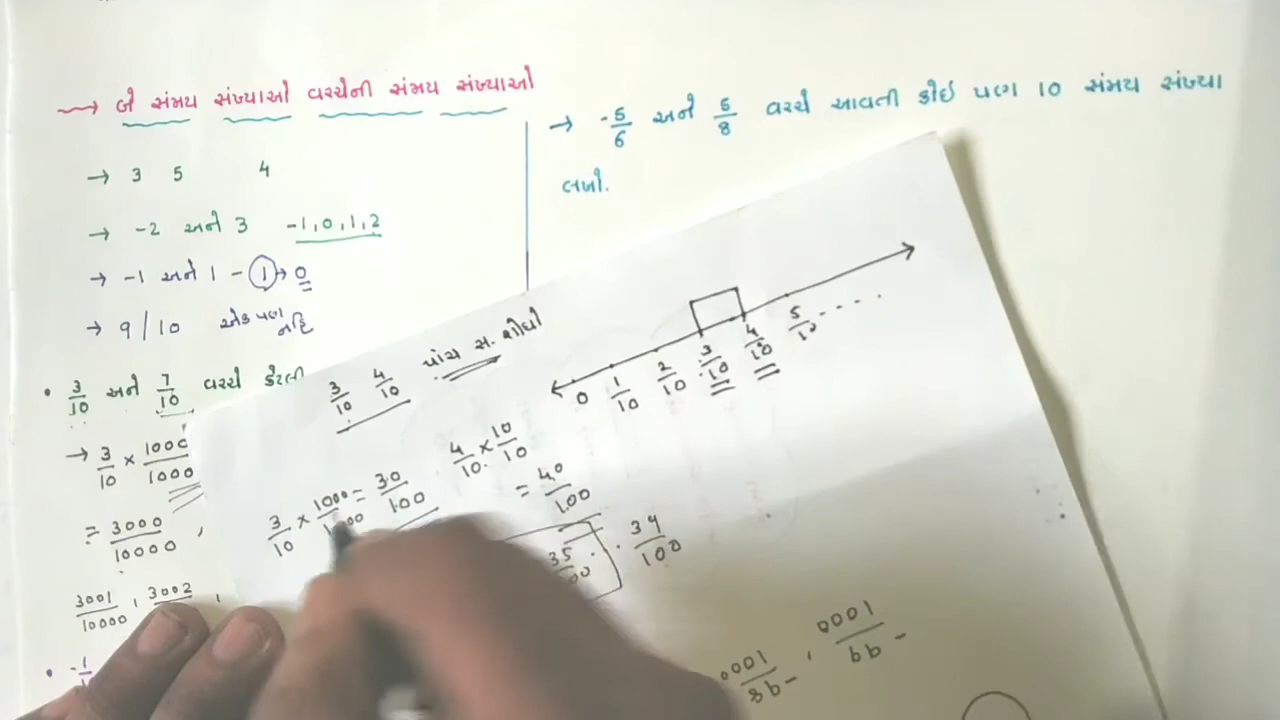 બે સંમય સંખ્યાઓ વચ્ચેની સંમય સંખ્યાઓ
→ 3 5 4
→ -2 અને 3 -1,0,1,2
→ -1 અને 1 - 1 → 0
→ 9/10 એક પણ નહિ
• 3/10 અને 7/10 વચ્ચે કેટલી
→ 3/10 × 1000/1000
= 3000/10000 ,
3001/10000 , 3002 ,
→ -5/6 અને 5/8 વચ્ચે આવતી કોઈ પણ 10 સંમય સંખ્યા
લખો.
3/10 4/10 પાંચ સ. શોધો
0 1/10 2/10 3/10 4/10 5/10 ......
3/10 × 1000 = 30/100 4/10 × 10/10
= 40/100
35 39/100